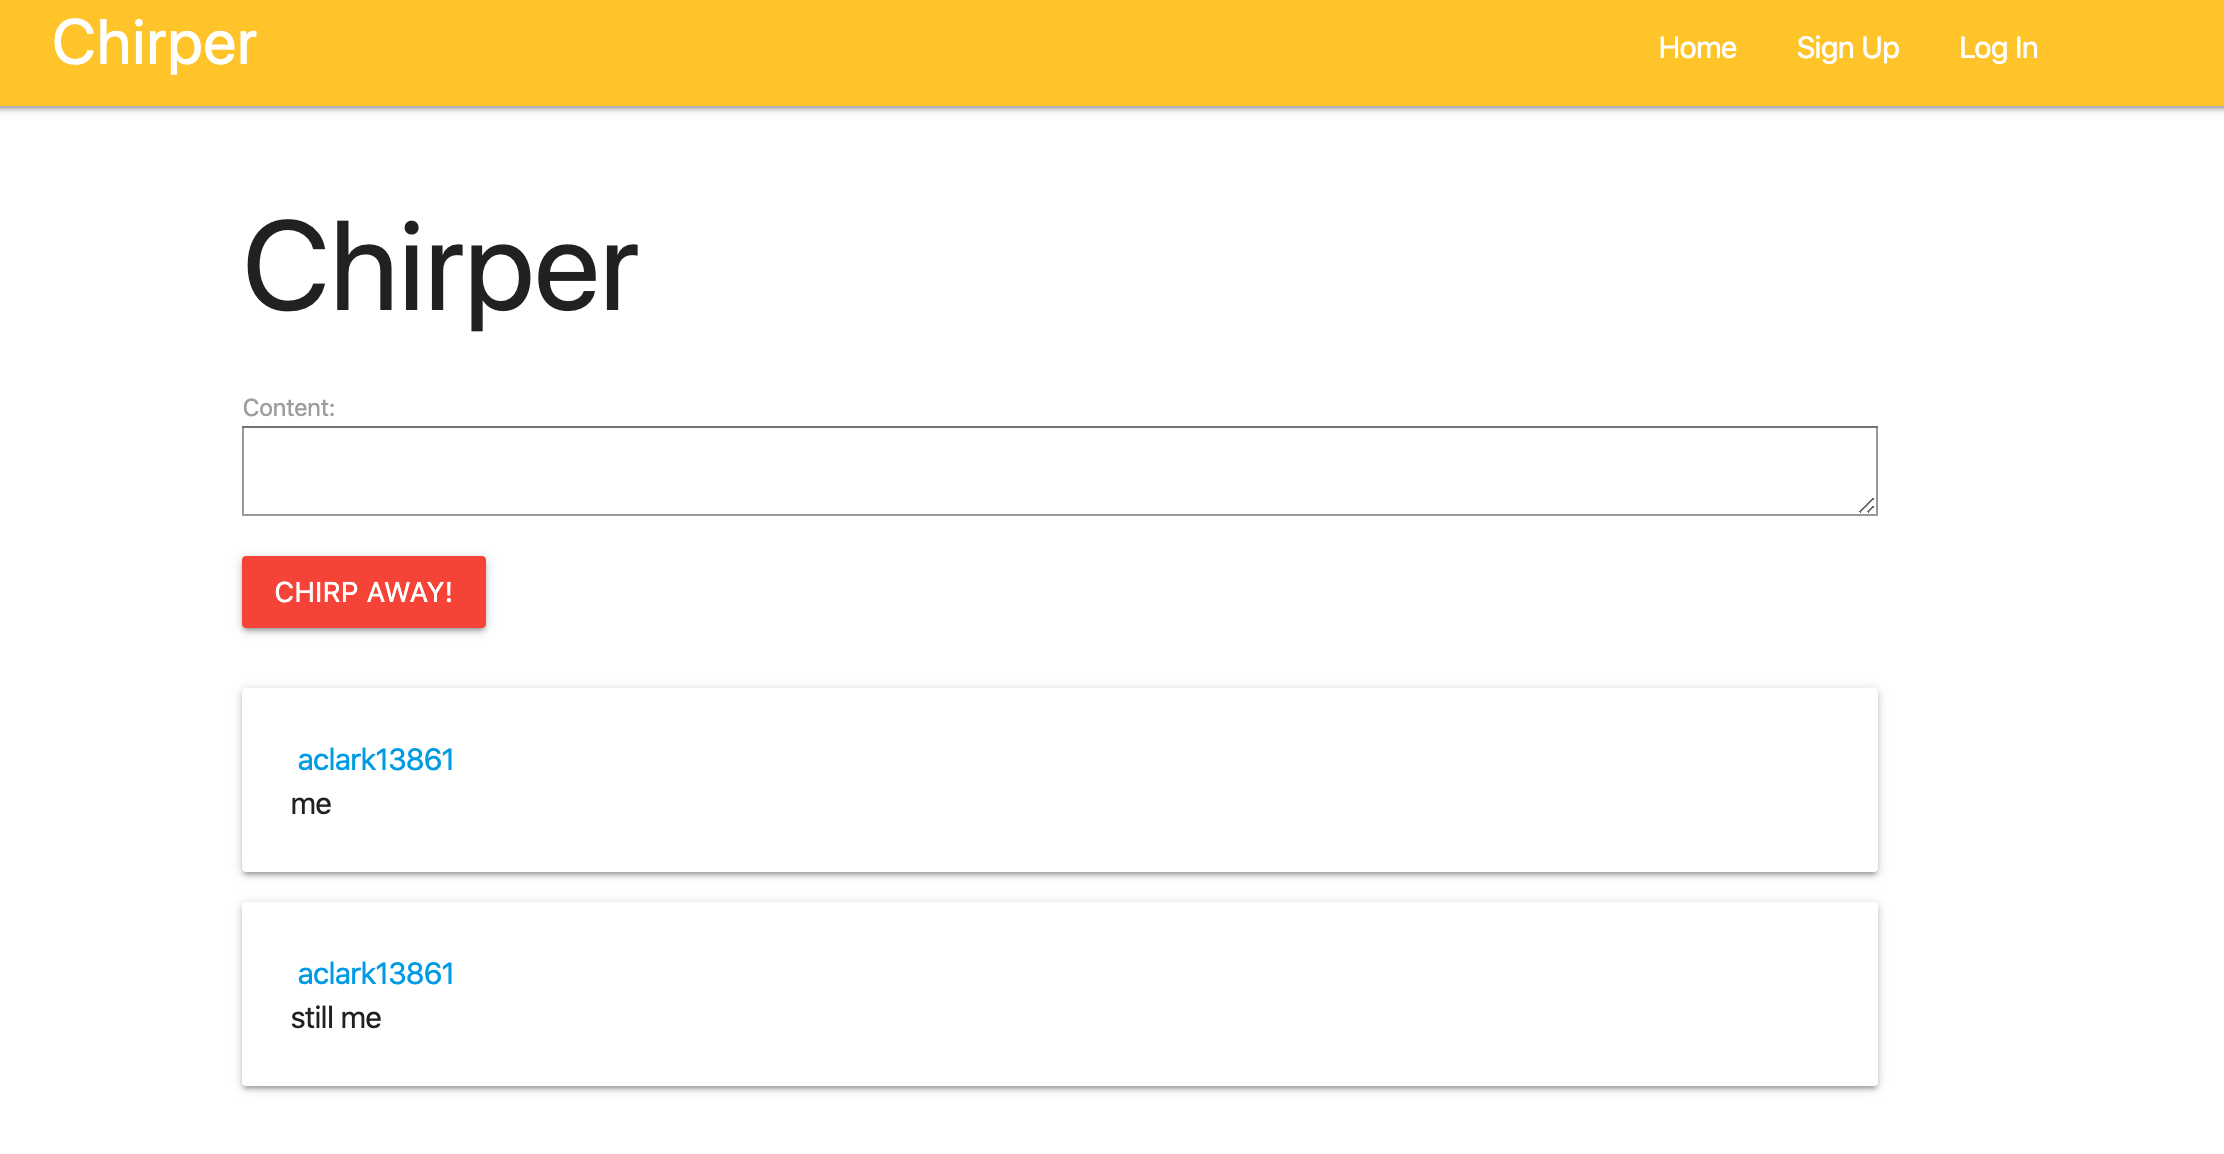 Chirper
Home Sign Up Log In
Chirper
Content:
CHIRP AWAY!
aclark13861
me
aclark13861
still me